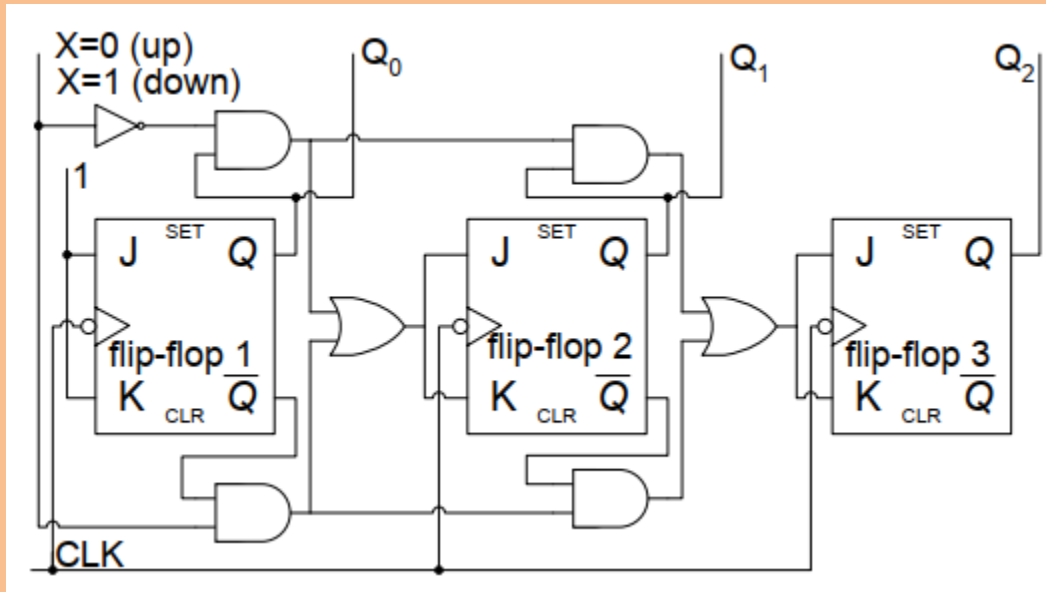 X=0 (up)
X=1 (down)
Q0
Q1
Q2
1
SET
J
Q
flip-flop 1
K
Q̅
CLR
SET
J
Q
flip-flop 2
K
Q̅
CLR
SET
J
Q
flip-flop 3
K
Q̅
CLR
CLK